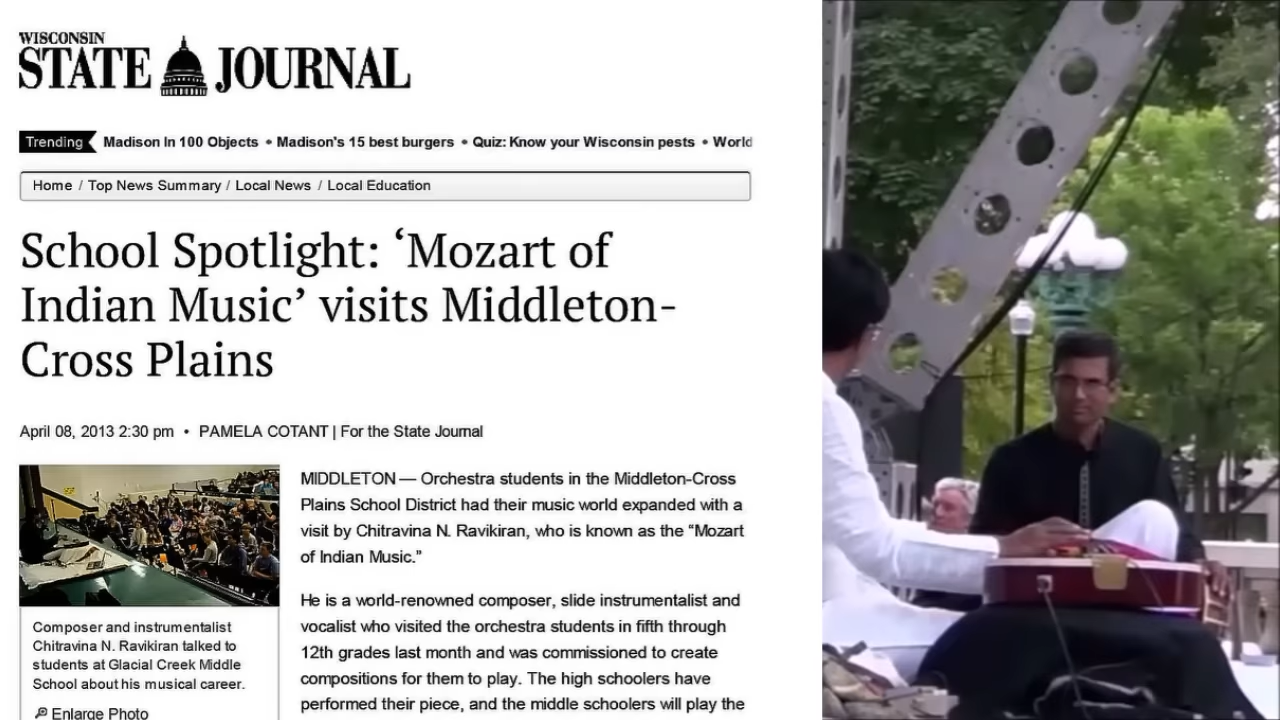 WISCONSIN
STATE JOURNAL
Trending Madison In 100 Objects • Madison's 15 best burgers • Quiz: Know your Wisconsin pests • World
Home / Top News Summary / Local News / Local Education
School Spotlight: ‘Mozart of
Indian Music’ visits Middleton-
Cross Plains
April 08, 2013 2:30 pm • PAMELA COTANT | For the State Journal
MIDDLETON — Orchestra students in the Middleton-Cross
Plains School District had their music world expanded with a
visit by Chitravina N. Ravikiran, who is known as the “Mozart
of Indian Music.”
He is a world-renowned composer, slide instrumentalist and
vocalist who visited the orchestra students in fifth through
12th grades last month and was commissioned to create
compositions for them to play. The high schoolers have
performed their piece, and the middle schoolers will play the
Composer and instrumentalist
Chitravina N. Ravikiran talked to
students at Glacial Creek Middle
School about his musical career.
Enlarge Photo